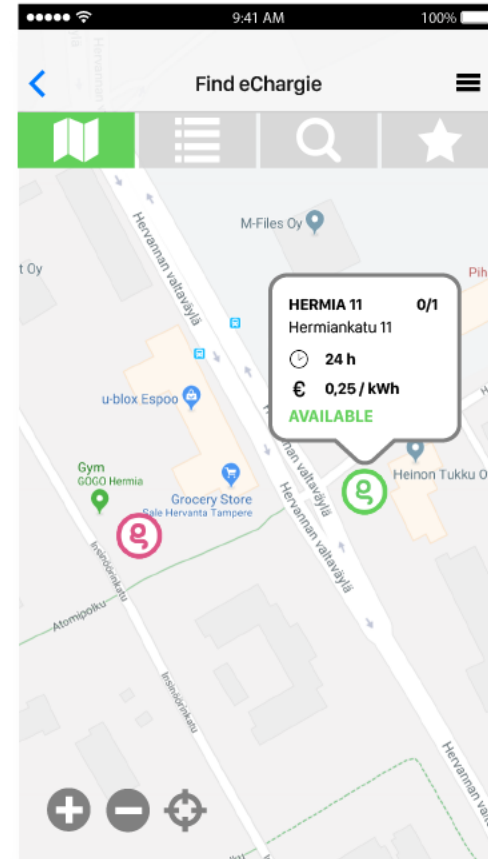 9:41 AM
100%
Find eChargie
Hervannan valtaväylä
M-Files Oy
t Oy
Pih
HERMIA 11 0/1
Hermiankatu 11
24 h
€ 0,25 / kWh
AVAILABLE
u-blox Espoo
Hervannan valtaväylä
Gym
GOGO Hermia
Grocery Store
Sale Hervanta Tampere
Heinon Tukku O
Hervannan valtaväylä
Insinöörinkatu
Atomipolku
Insinöörinkatu
Hervannan valta